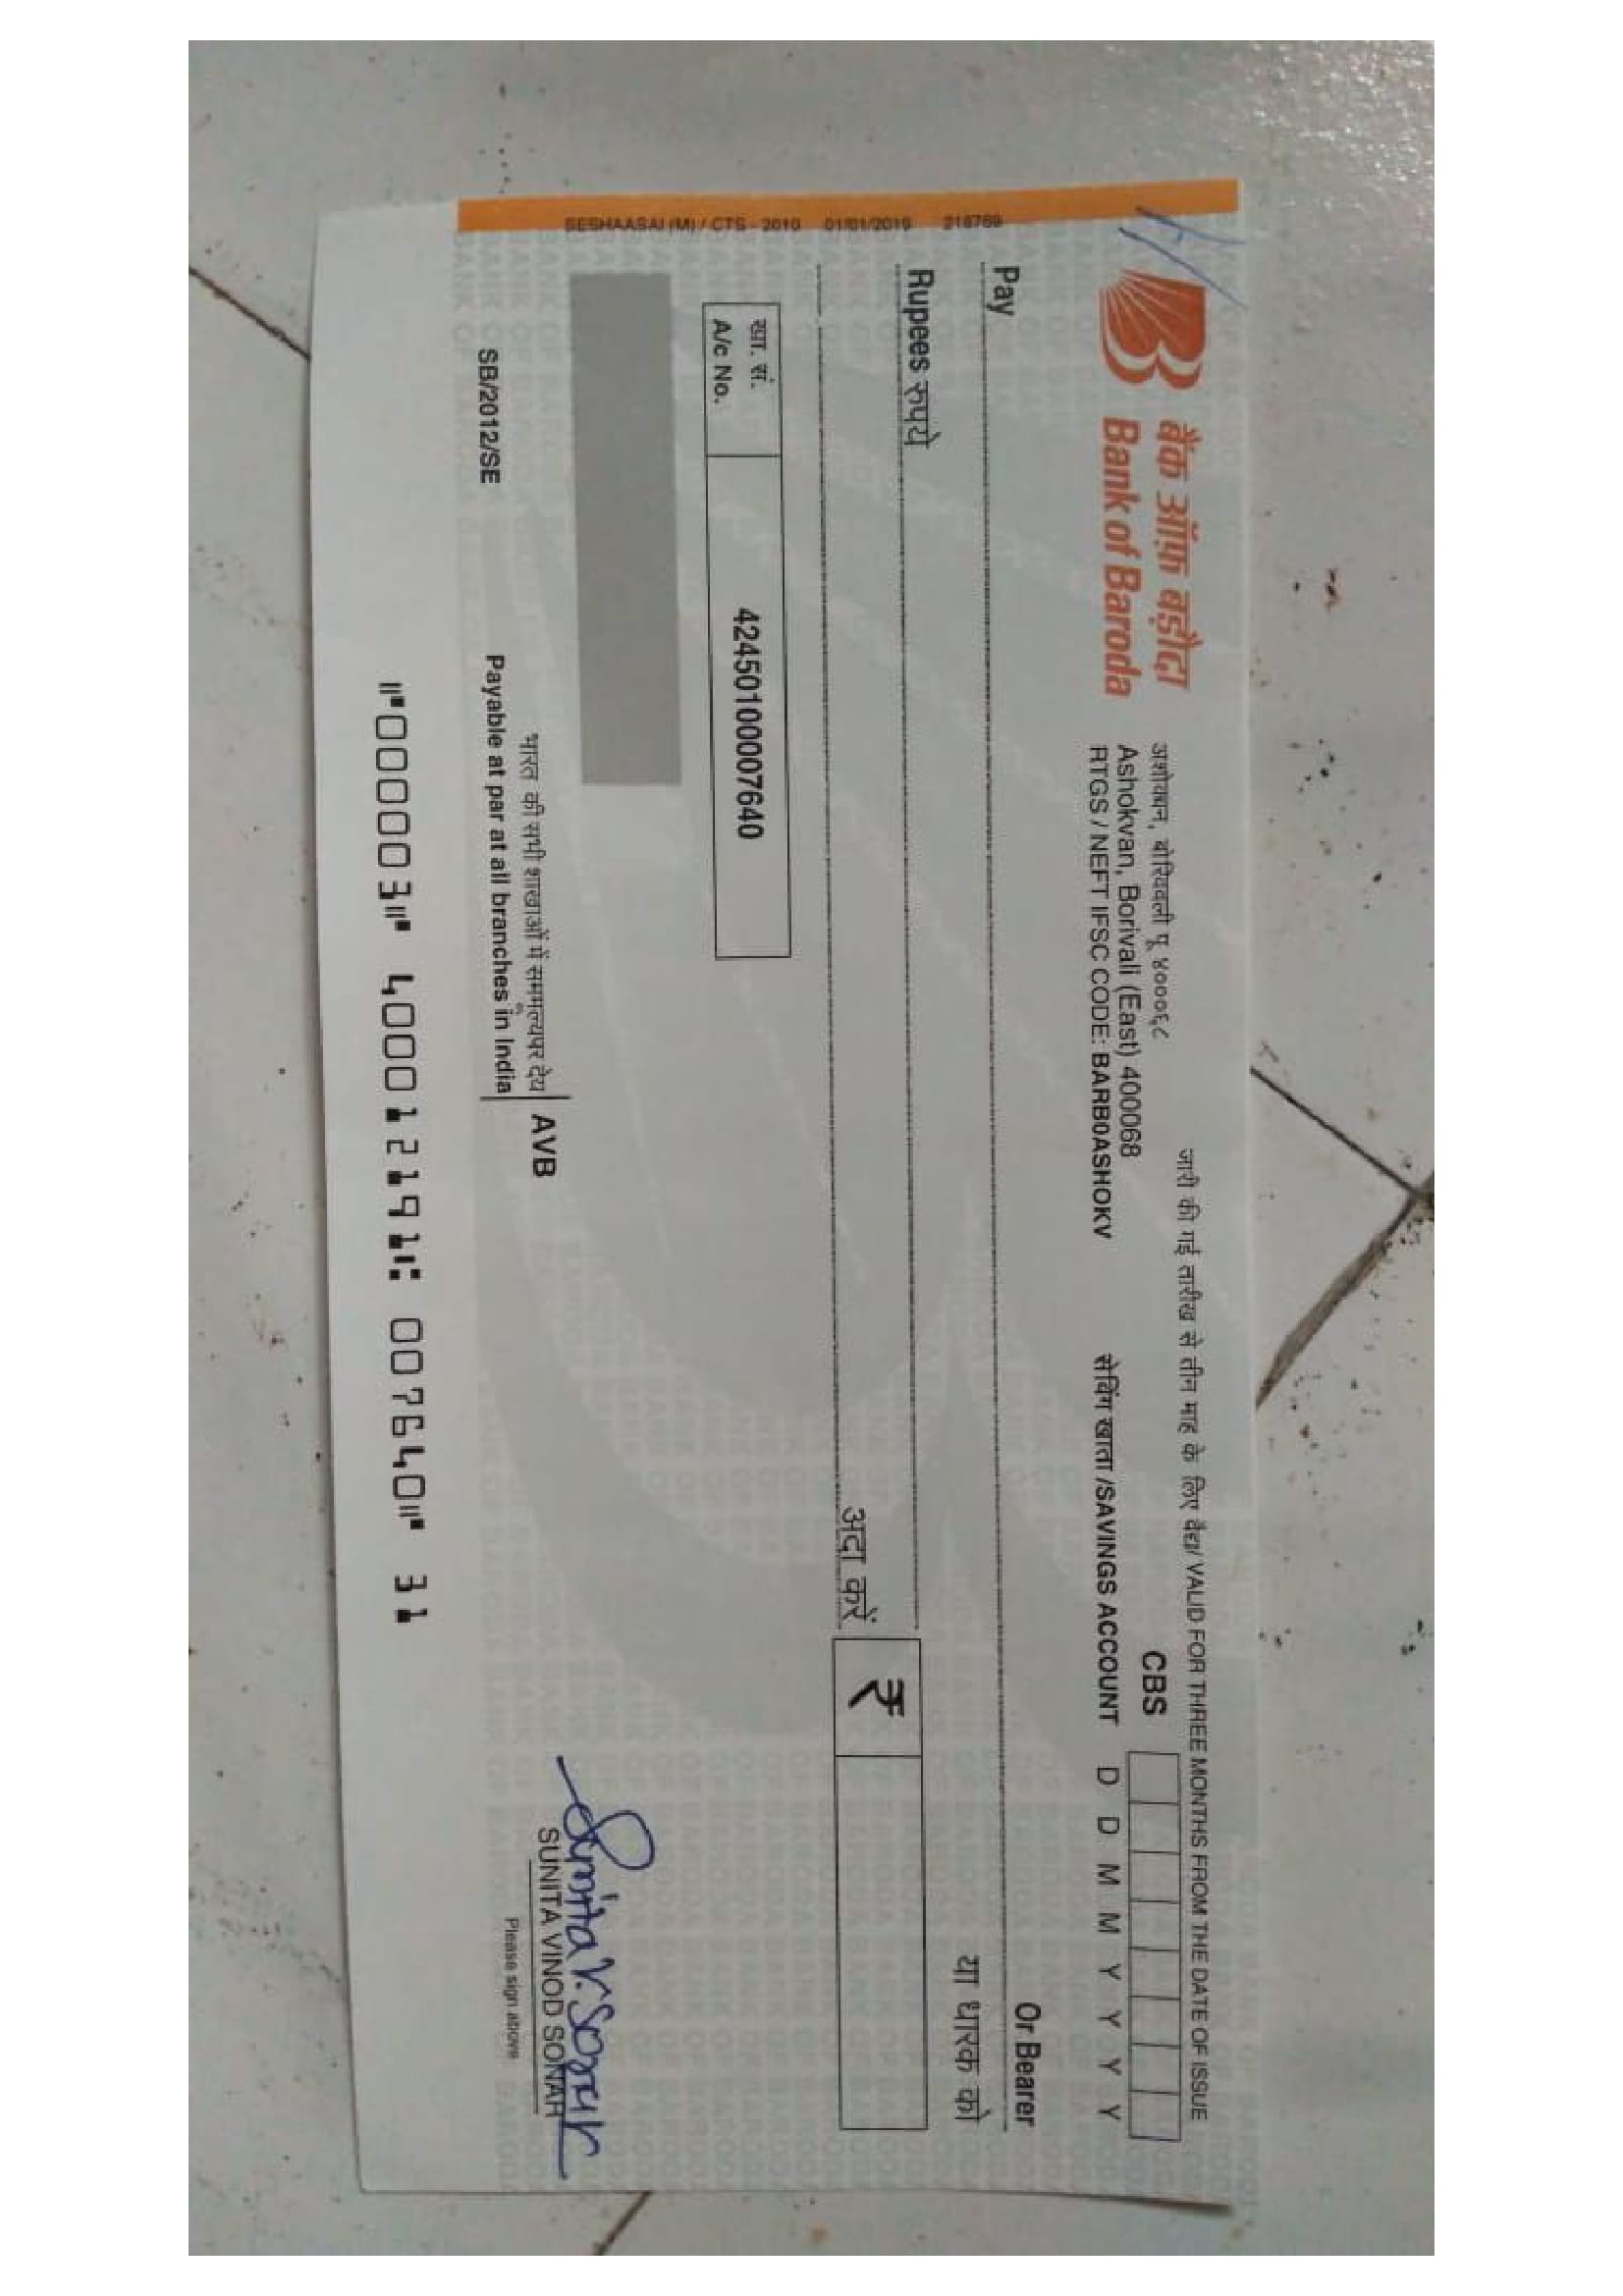 SESHAASAI (M) / CTS - 2010 01/01/2019 218769
जारी की गई तारीख से तीन माह के लिए वैद्य/ VALID FOR THREE MONTHS FROM THE DATE OF ISSUE
बैंक ऑफ़ बड़ौदा
Bank of Baroda
अशोकवन, बोरिवली पू ४०००६८
Ashokvan, Borivali (East) 400068
RTGS / NEFT IFSC CODE: BARB0ASHOKV
CBS
सेविंग खाता /SAVINGS ACCOUNT
D D M M Y Y Y Y
Pay
Or Bearer
या धारक को
Rupees रुपये
अदा करें
₹
खा. सं.
A/c No.
42450100007640
Sunita V. Sonar
SUNITA VINOD SONAR
Please sign above
SB/2012/SE
भारत की सभी शाखाओं में सममूल्यपर देय
Payable at par at all branches in India
AVB
⑈000003⑈ 400012191⑆ 007640⑈ 31